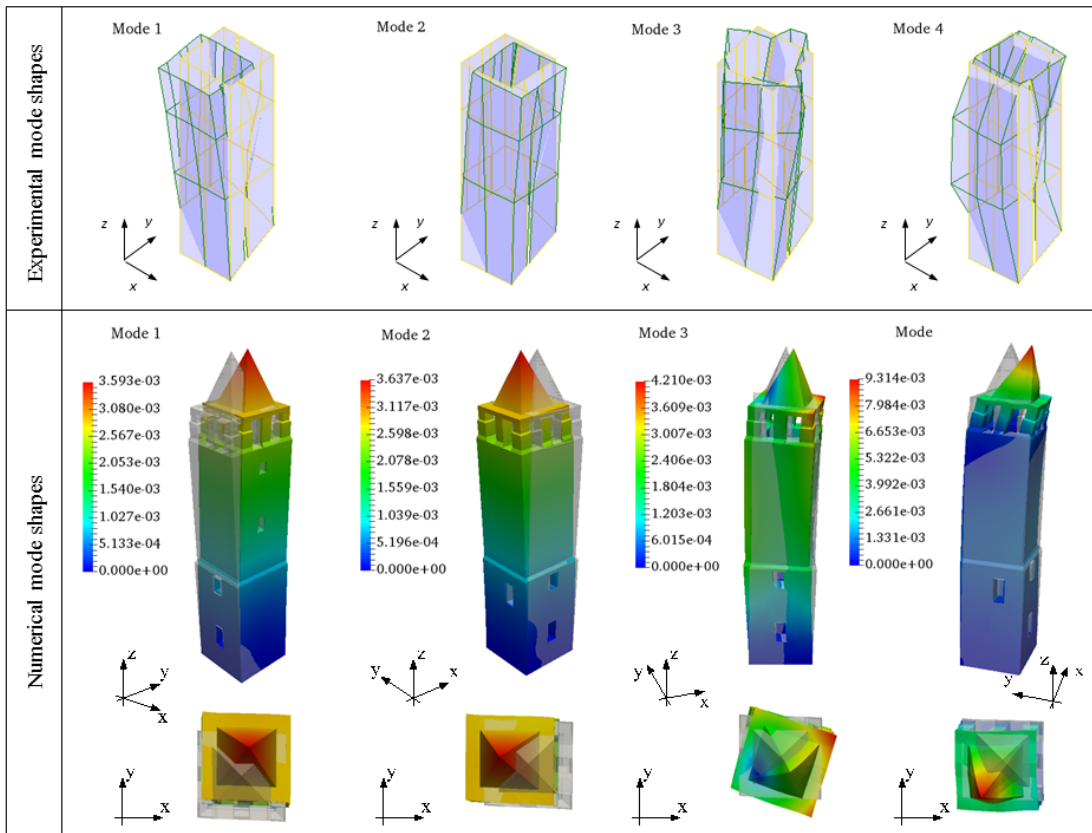 Experimental mode shapes
Mode 1
z
y
x
Mode 2
z
y
x
Mode 3
z
y
x
Mode 4
z
y
x
Numerical mode shapes
Mode 1
3.593e-03
3.080e-03
2.567e-03
2.053e-03
1.540e-03
1.027e-03
5.133e-04
0.000e+00
z
y
x
y
x
Mode 2
3.637e-03
3.117e-03
2.598e-03
2.078e-03
1.559e-03
1.039e-03
5.196e-04
0.000e+00
z
y
x
y
x
Mode 3
4.210e-03
3.609e-03
3.007e-03
2.406e-03
1.804e-03
1.203e-03
6.015e-04
0.000e+00
z
y
x
y
x
Mode
9.314e-03
7.984e-03
6.653e-03
5.322e-03
3.992e-03
2.661e-03
1.331e-03
0.000e+00
z
x
y
y
x